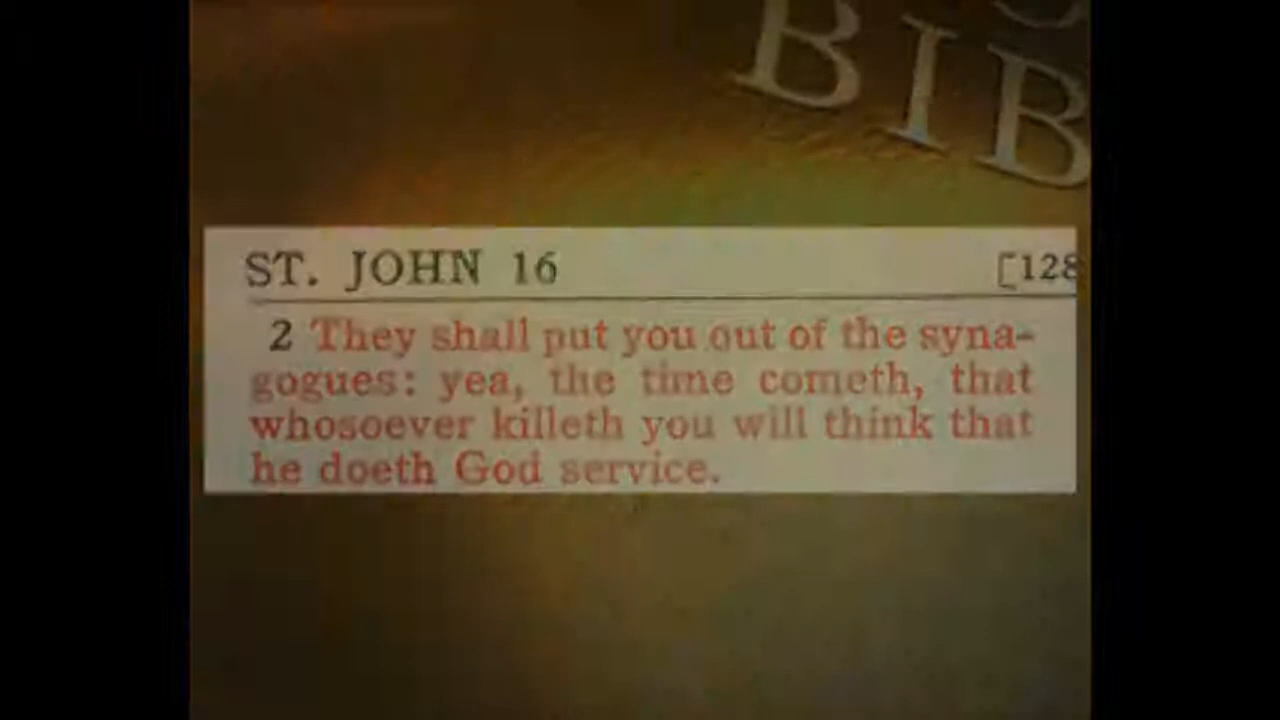 BIB
ST. JOHN 16 [128
2 They shall put you out of the syna-
gogues: yea, the time cometh, that
whosoever killeth you will think that
he doeth God service.